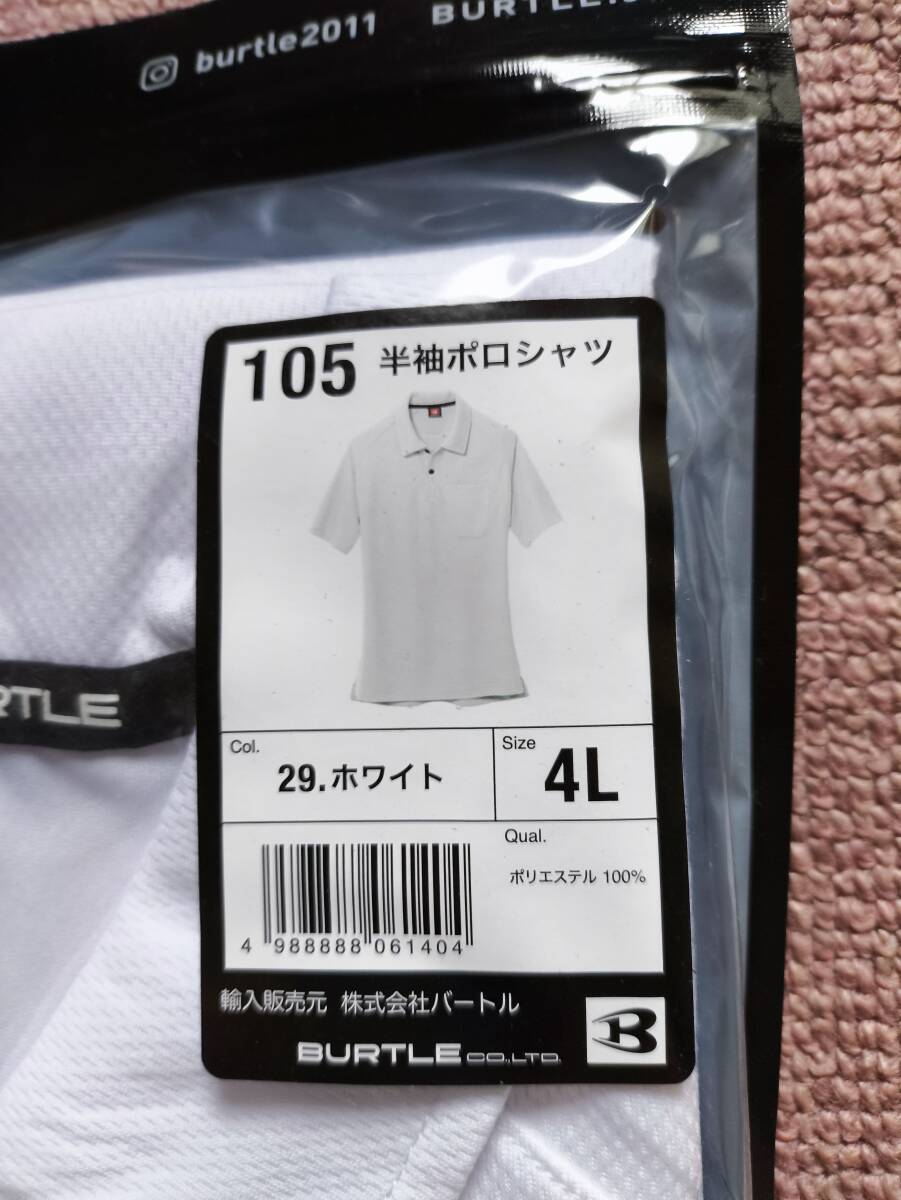 burtle2011
BURTLE
105 半袖ポロシャツ
Col.
29.ホワイト
Size
4L
Qual.
ポリエステル 100%
4 988888 061404
輸入販売元 株式会社バートル
BURTLE CO.,LTD.
RTLE